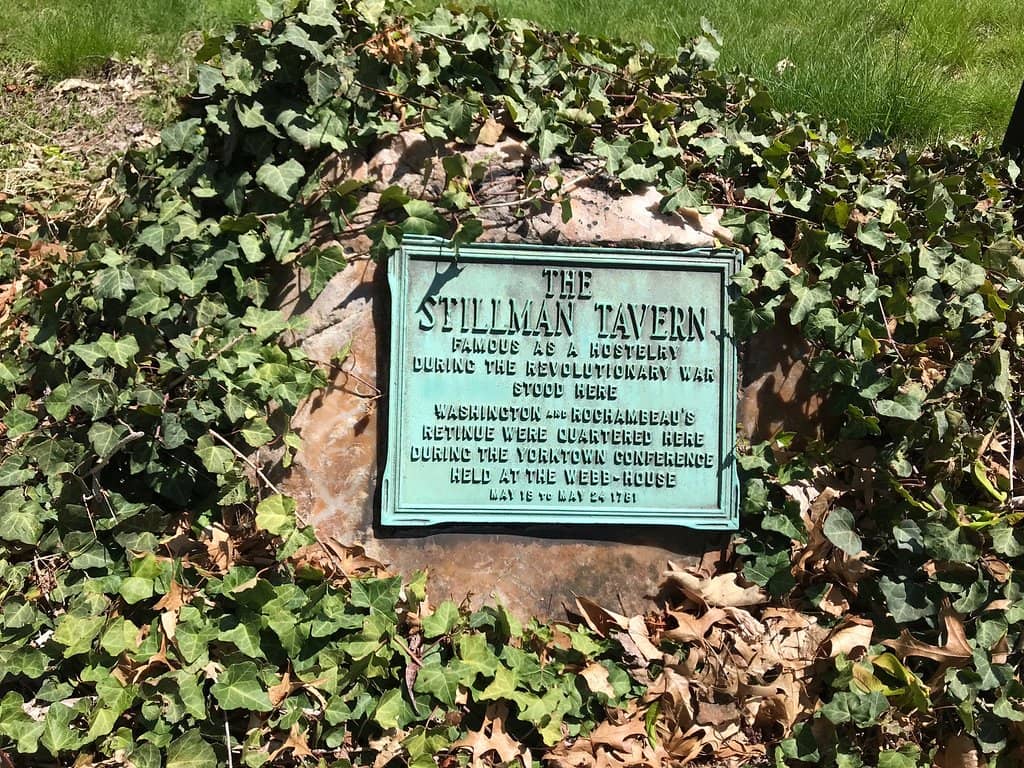 THE
STILLMAN TAVERN
FAMOUS AS A HOSTELRY
DURING THE REVOLUTIONARY WAR
STOOD HERE
WASHINGTON AND ROCHAMBEAU'S
RETINUE WERE QUARTERED HERE
DURING THE YORKTOWN CONFERENCE
HELD AT THE WEBB-HOUSE
MAY 18 TO MAY 24 1781